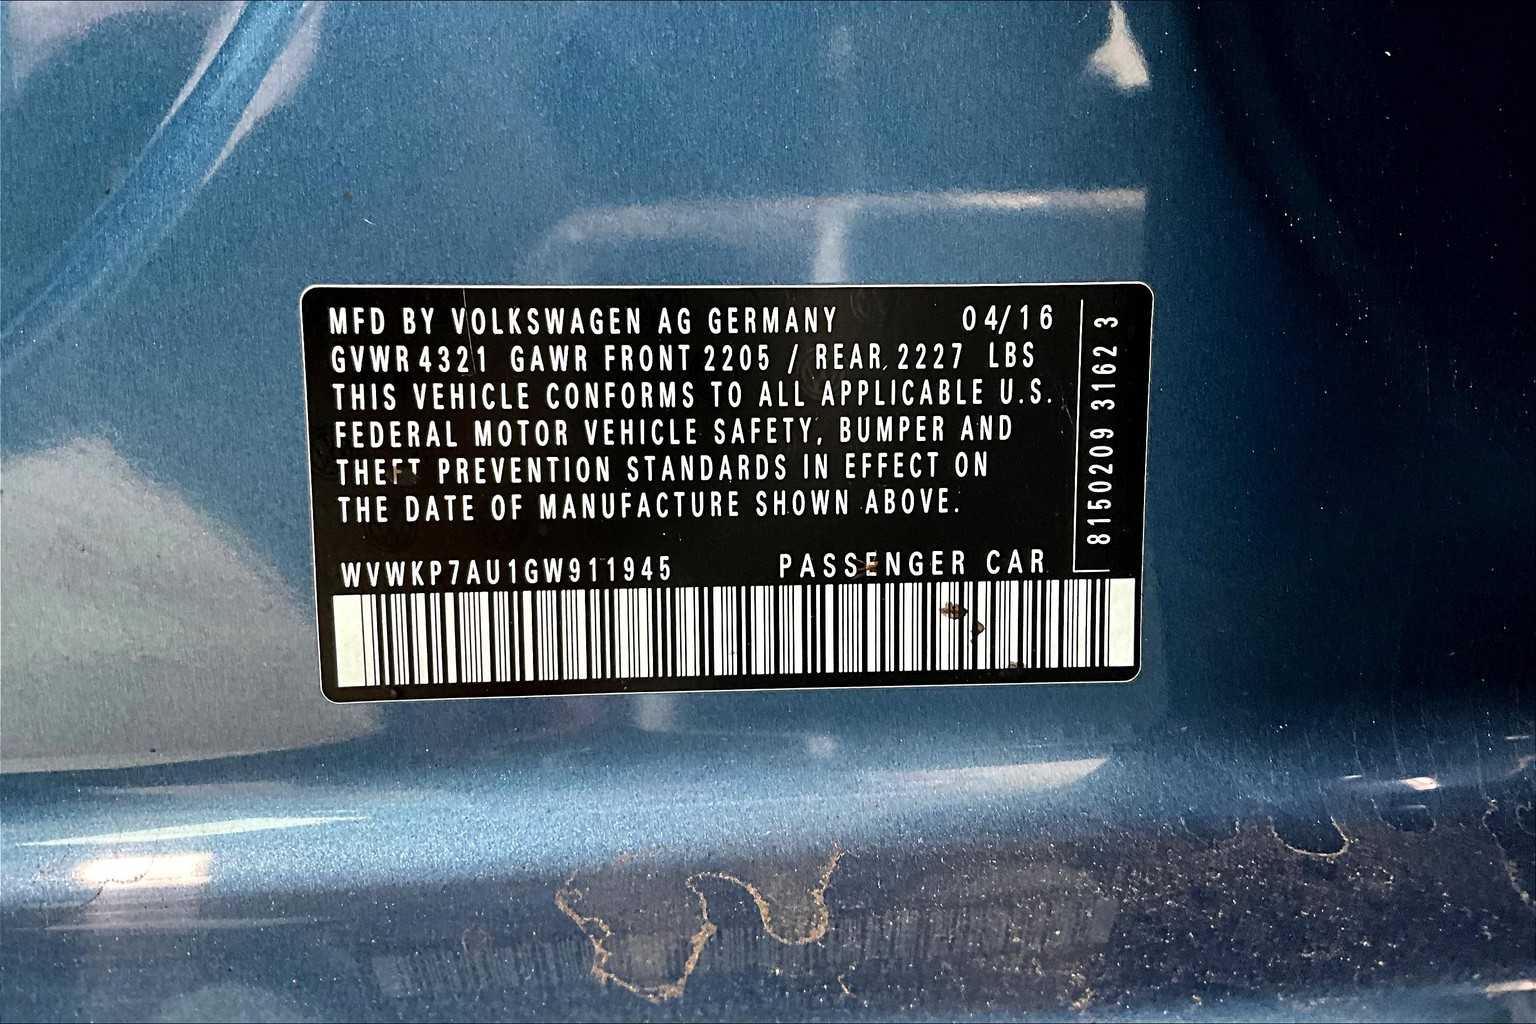 MFD BY VOLKSWAGEN AG GERMANY 04/16
GVWR 4321 GAWR FRONT 2205 / REAR 2227 LBS
THIS VEHICLE CONFORMS TO ALL APPLICABLE U.S.
FEDERAL MOTOR VEHICLE SAFETY, BUMPER AND
THEFT PREVENTION STANDARDS IN EFFECT ON
THE DATE OF MANUFACTURE SHOWN ABOVE.
WVWKP7AU1GW911945 PASSENGER CAR
8150209 3162 3